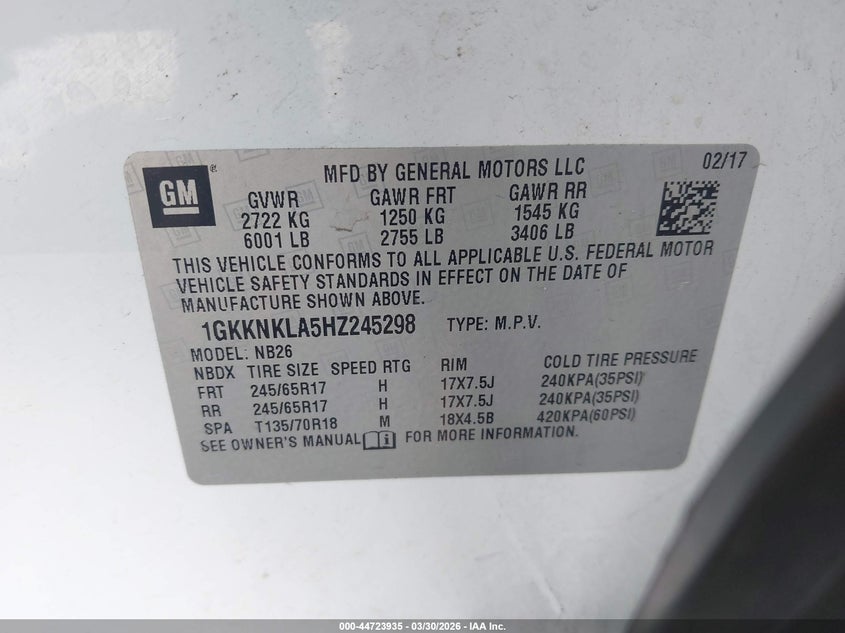 GM ®
MFD BY GENERAL MOTORS LLC 02/17
GVWR GAWR FRT GAWR RR
2722 KG 1250 KG 1545 KG
6001 LB 2755 LB 3406 LB
THIS VEHICLE CONFORMS TO ALL APPLICABLE U.S. FEDERAL MOTOR
VEHICLE SAFETY STANDARDS IN EFFECT ON THE DATE OF
MANUFACTURE SHOWN ABOVE.
1GKKNKLA5HZ245298 TYPE: M.P.V.
MODEL: NB26
NBDX TIRE SIZE SPEED RTG RIM COLD TIRE PRESSURE
FRT 245/65R17 H 17X7.5J 240KPA(35PSI)
RR 245/65R17 H 17X7.5J 240KPA(35PSI)
SPA T135/70R18 M 18X4.5B 420KPA(60PSI)
SEE OWNER'S MANUAL i FOR MORE INFORMATION.
000-44723935 - 03/30/2026 - IAA Inc.